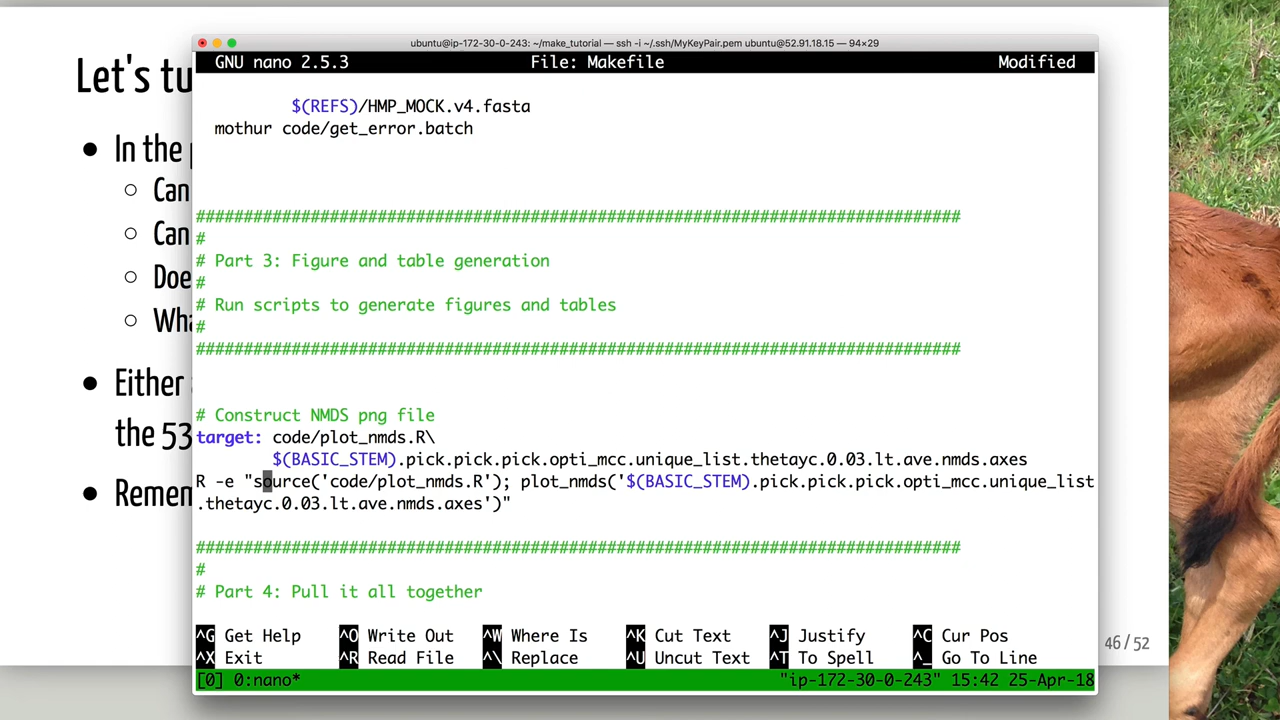 ubuntu@ip-172-30-0-243: ~/make_tutorial — ssh -i ~/.ssh/MyKeyPair.pem ubuntu@52.91.18.15 — 94×29
GNU nano 2.5.3 File: Makefile Modified
Let's tu
$(REFS)/HMP_MOCK.v4.fasta
mothur code/get_error.batch
In the
Can
Can
################################################################################
#
# Part 3: Figure and table generation
#
# Run scripts to generate figures and tables
#
################################################################################
Either
# Construct NMDS png file
target: code/plot_nmds.R\
the 53
$(BASIC_STEM).pick.pick.pick.opti_mcc.unique_list.thetayc.0.03.lt.ave.nmds.axes
R -e "source('code/plot_nmds.R'); plot_nmds('$(BASIC_STEM).pick.pick.pick.opti_mcc.unique_list
.thetayc.0.03.lt.ave.nmds.axes')"
Remem
################################################################################
#
# Part 4: Pull it all together
^G Get Help ^O Write Out ^W Where Is ^K Cut Text ^J Justify ^C Cur Pos
^X Exit ^R Read File ^\ Replace ^U Uncut Text ^T To Spell ^_ Go To Line
46 / 52
[0] 0:nano* "ip-172-30-0-243" 15:42 25-Apr-18